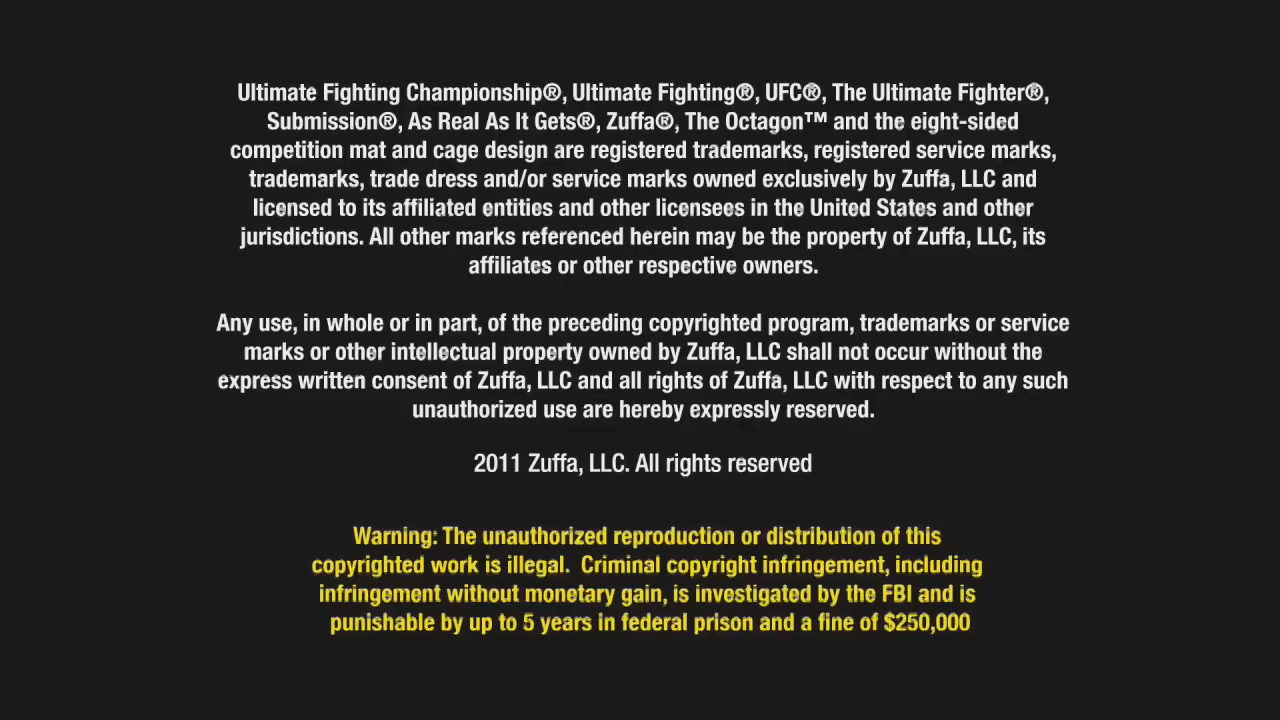 Ultimate Fighting Championship®, Ultimate Fighting®, UFC®, The Ultimate Fighter®,
Submission®, As Real As It Gets®, Zuffa®, The Octagon™ and the eight-sided
competition mat and cage design are registered trademarks, registered service marks,
trademarks, trade dress and/or service marks owned exclusively by Zuffa, LLC and
licensed to its affiliated entities and other licensees in the United States and other
jurisdictions. All other marks referenced herein may be the property of Zuffa, LLC, its
affiliates or other respective owners.
Any use, in whole or in part, of the preceding copyrighted program, trademarks or service
marks or other intellectual property owned by Zuffa, LLC shall not occur without the
express written consent of Zuffa, LLC and all rights of Zuffa, LLC with respect to any such
unauthorized use are hereby expressly reserved.
2011 Zuffa, LLC. All rights reserved
Warning: The unauthorized reproduction or distribution of this
copyrighted work is illegal.  Criminal copyright infringement, including
infringement without monetary gain, is investigated by the FBI and is
punishable by up to 5 years in federal prison and a fine of $250,000